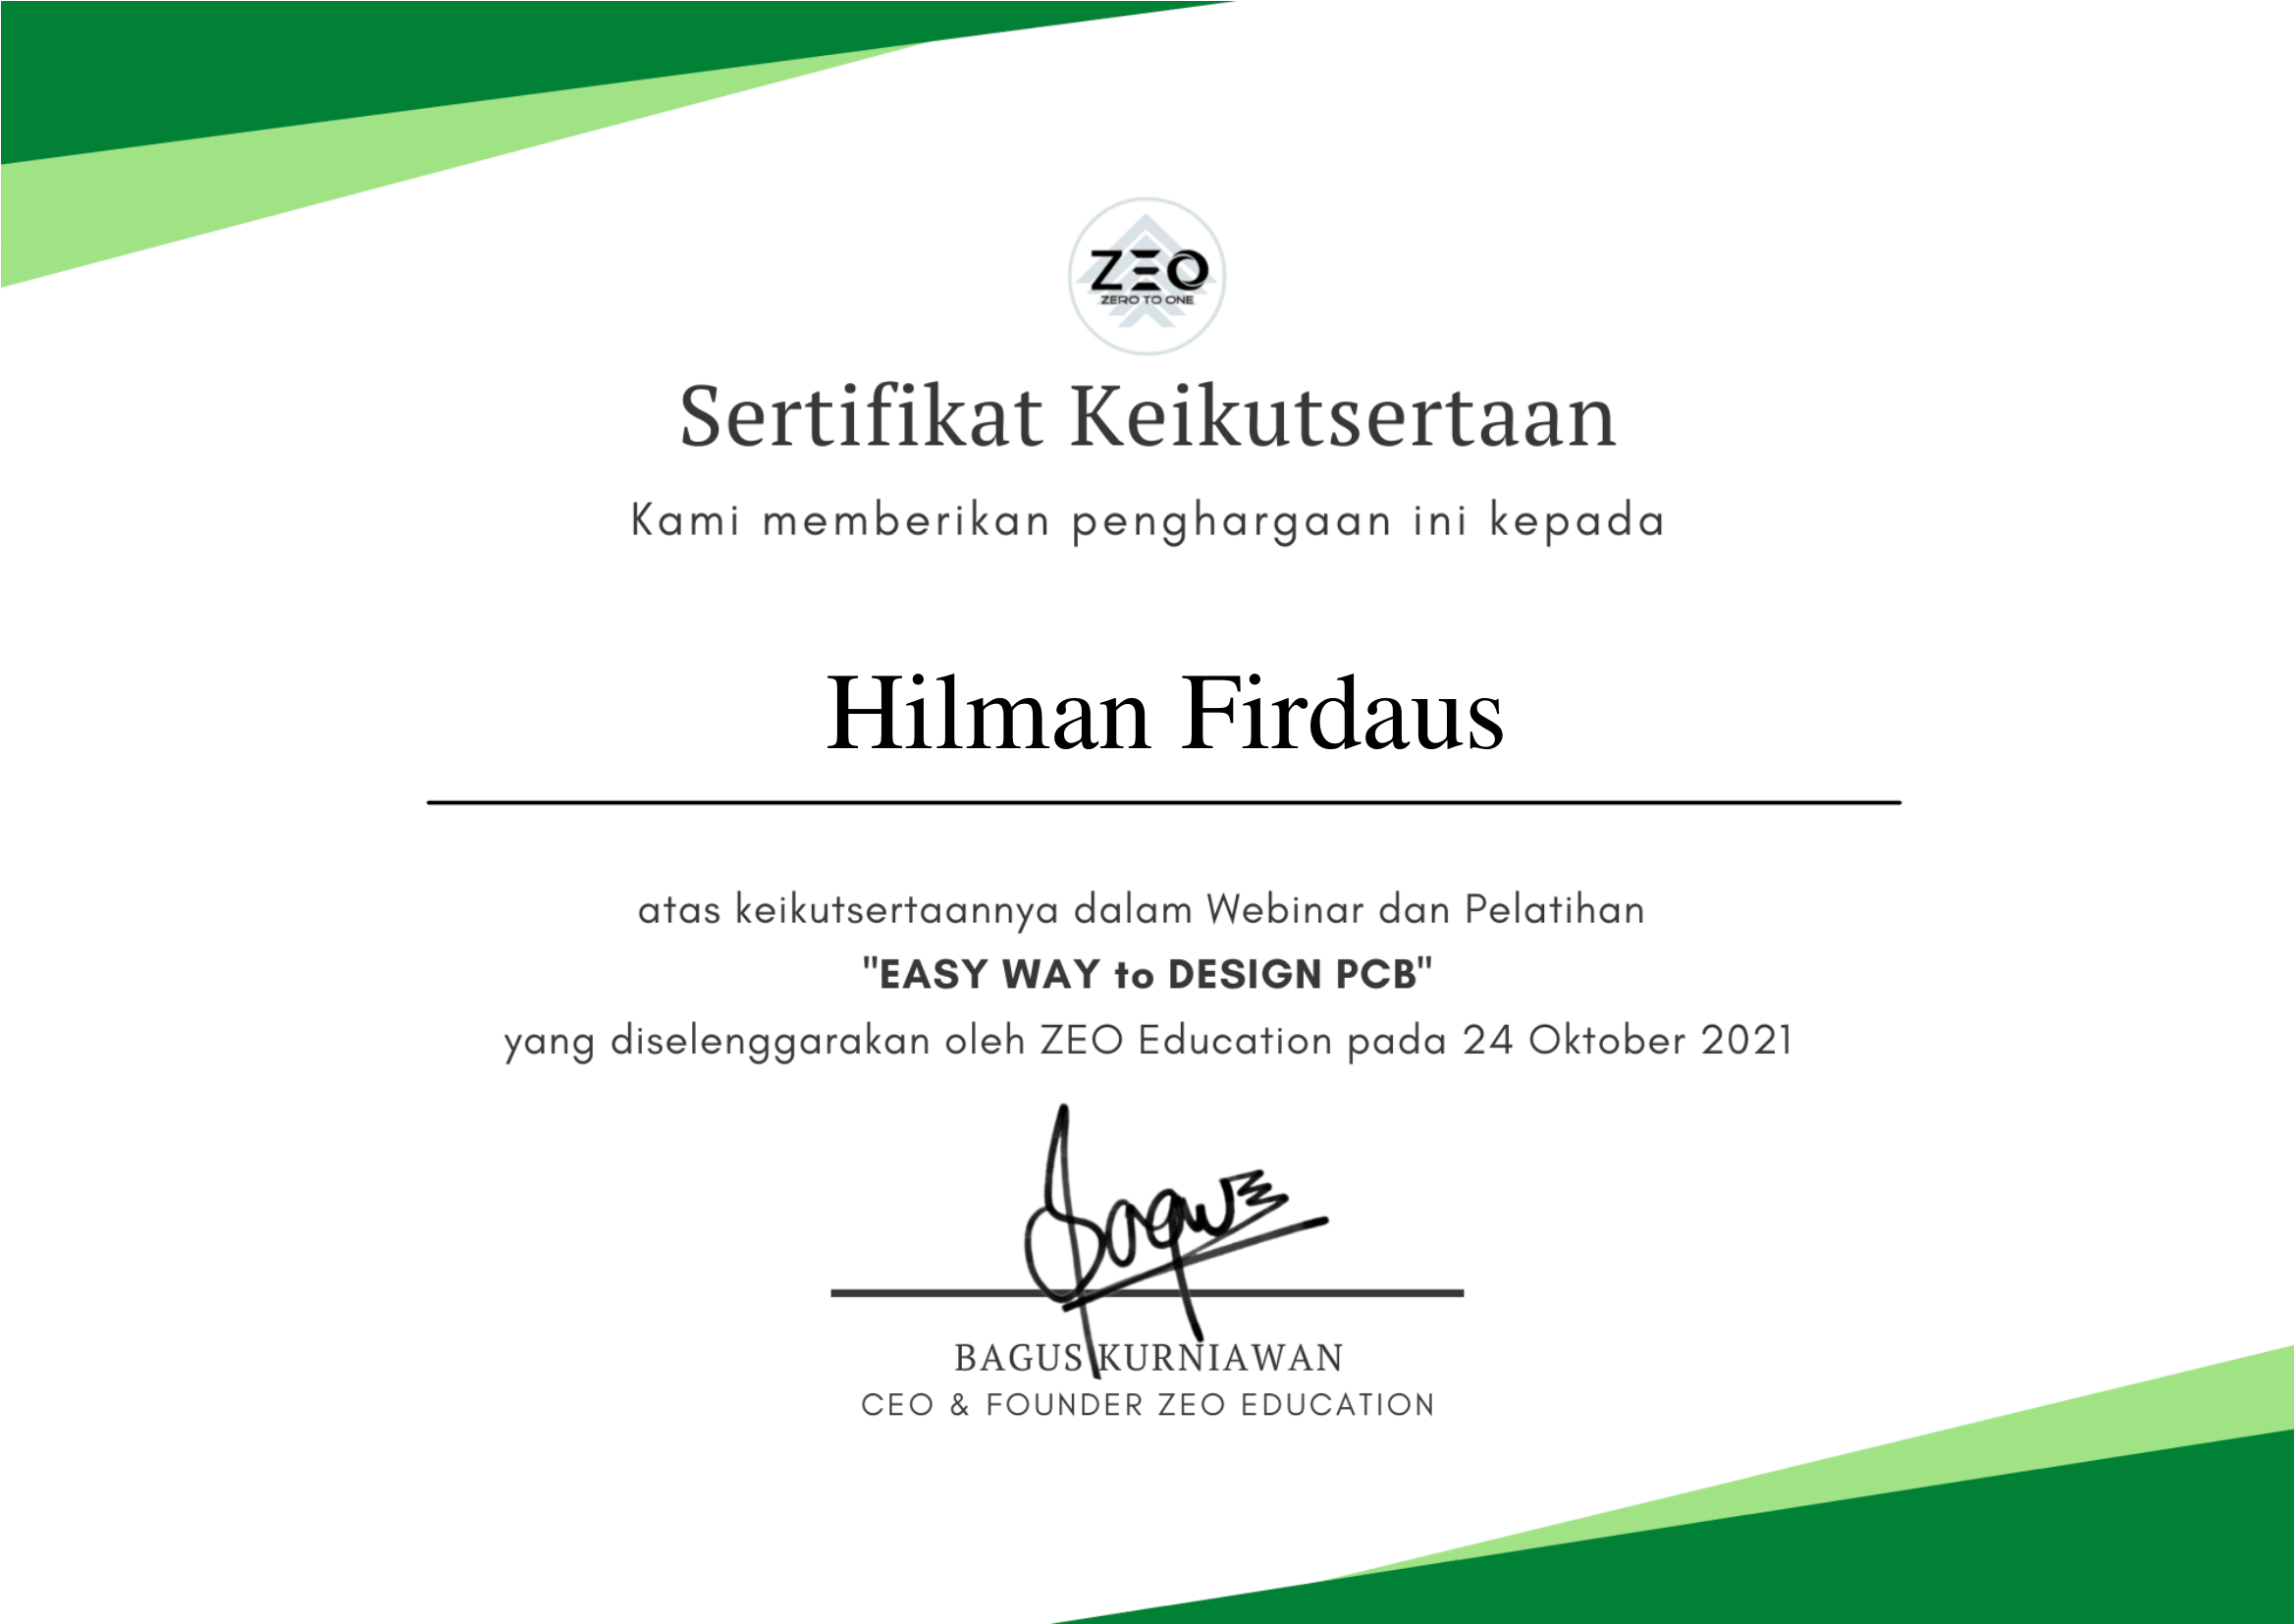 ZEO
ZERO TO ONE
Sertifikat Keikutsertaan
Kami memberikan penghargaan ini kepada
Hilman Firdaus
atas keikutsertaannya dalam Webinar dan Pelatihan
"EASY WAY to DESIGN PCB"
yang diselenggarakan oleh ZEO Education pada 24 Oktober 2021
Bagus
BAGUS KURNIAWAN
CEO & FOUNDER ZEO EDUCATION